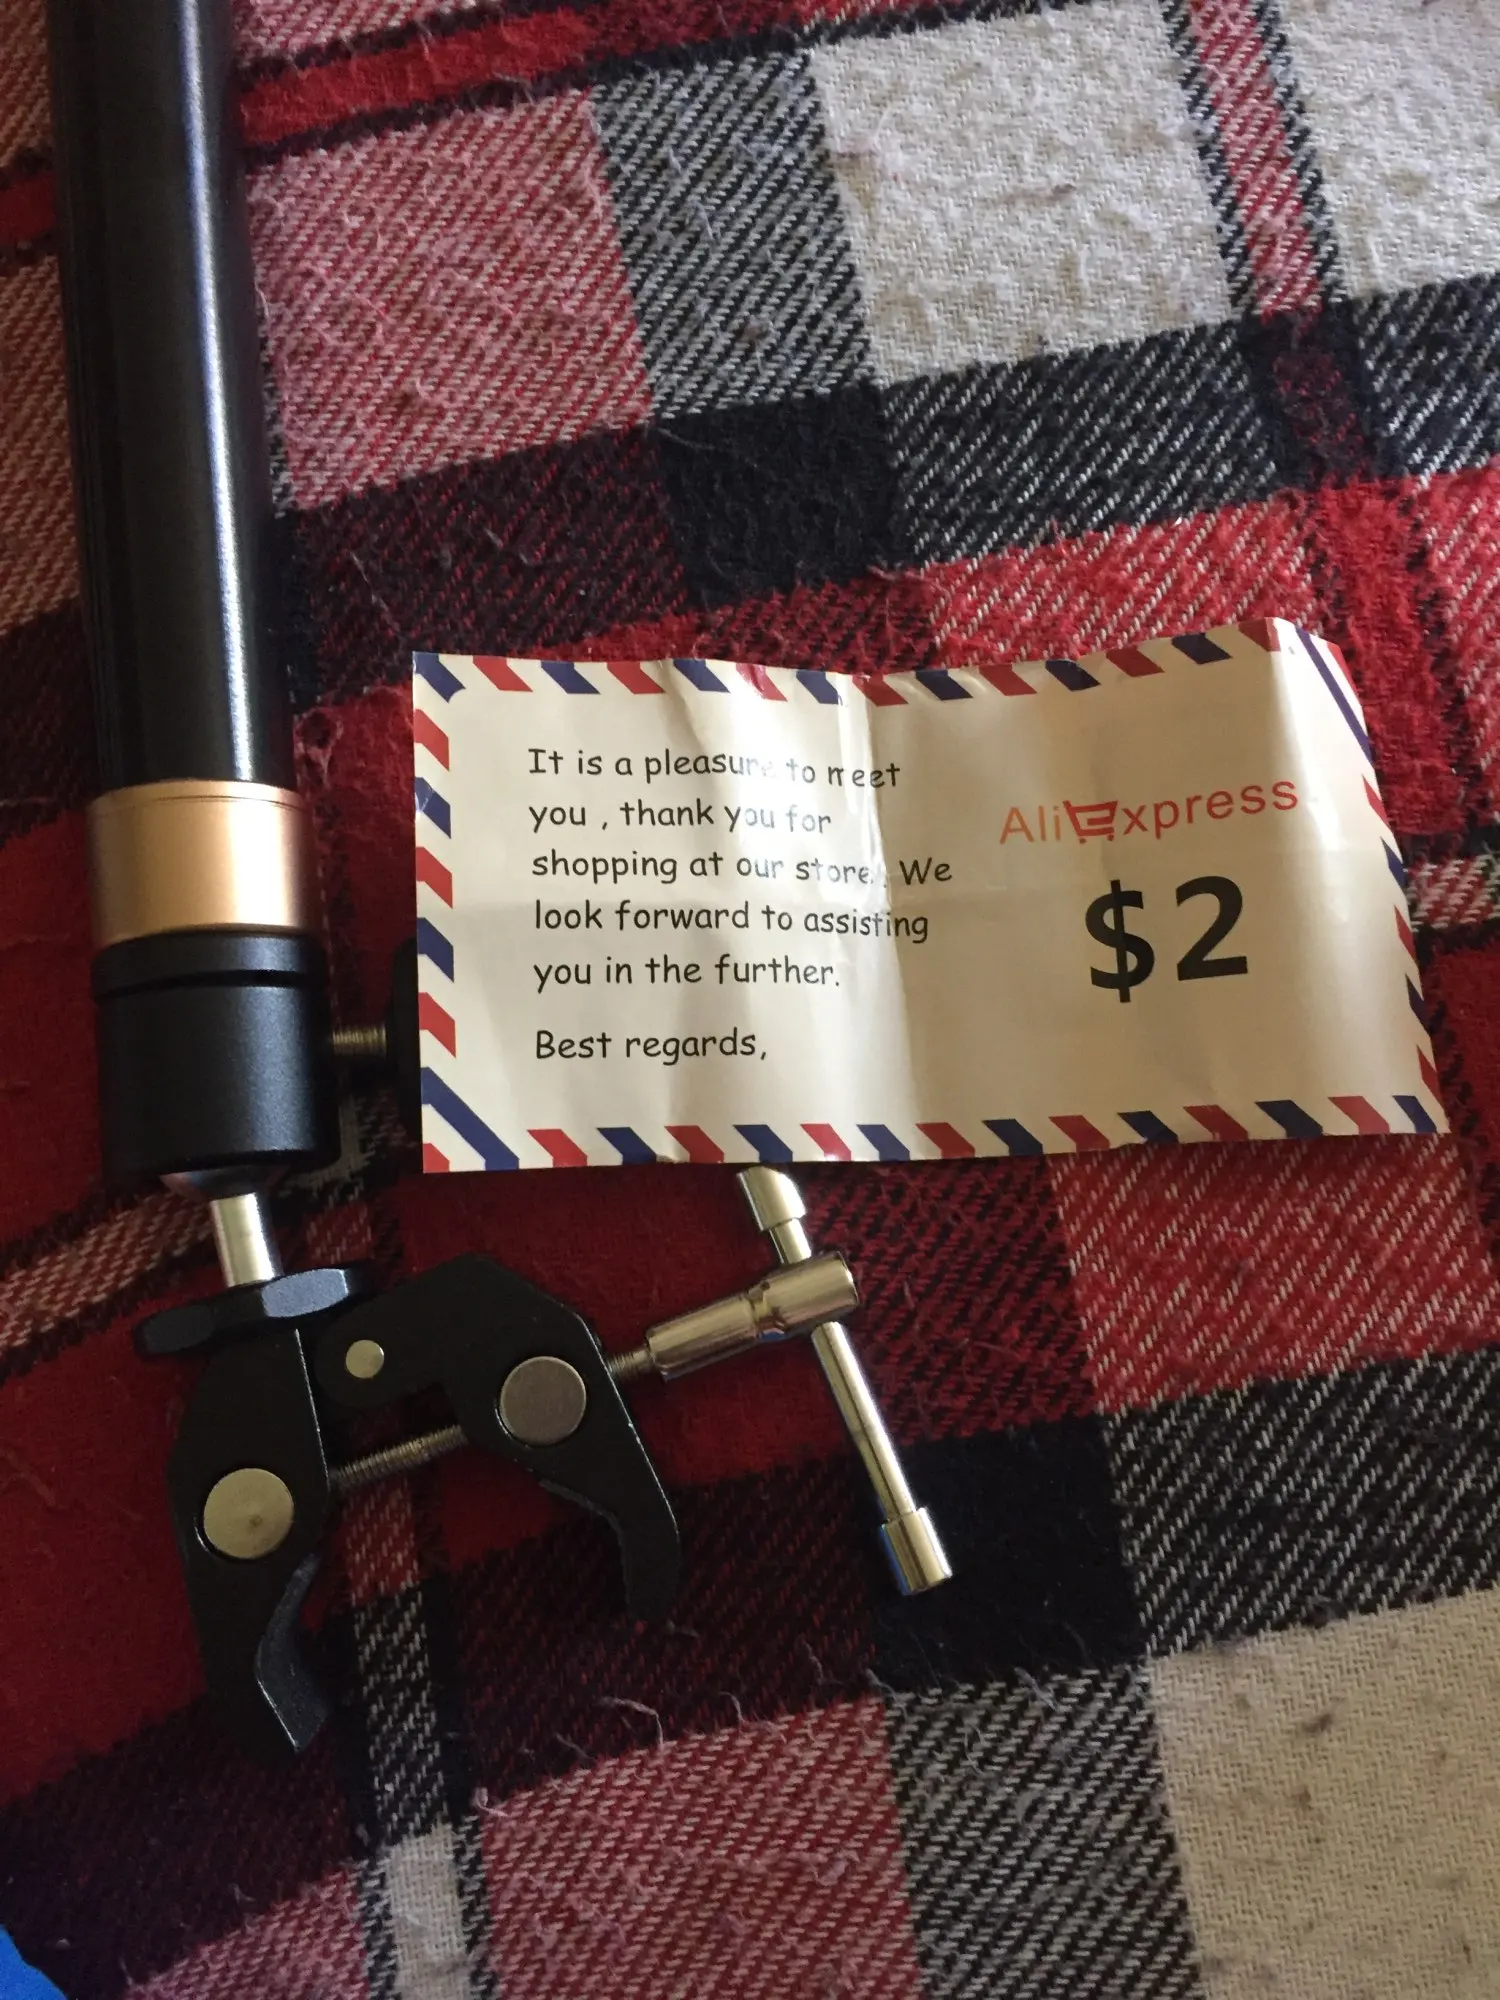 It is a pleasure to meet
you , thank you for
shopping at our store. We
look forward to assisting
you in the further.
Best regards,
AliExpress
$2